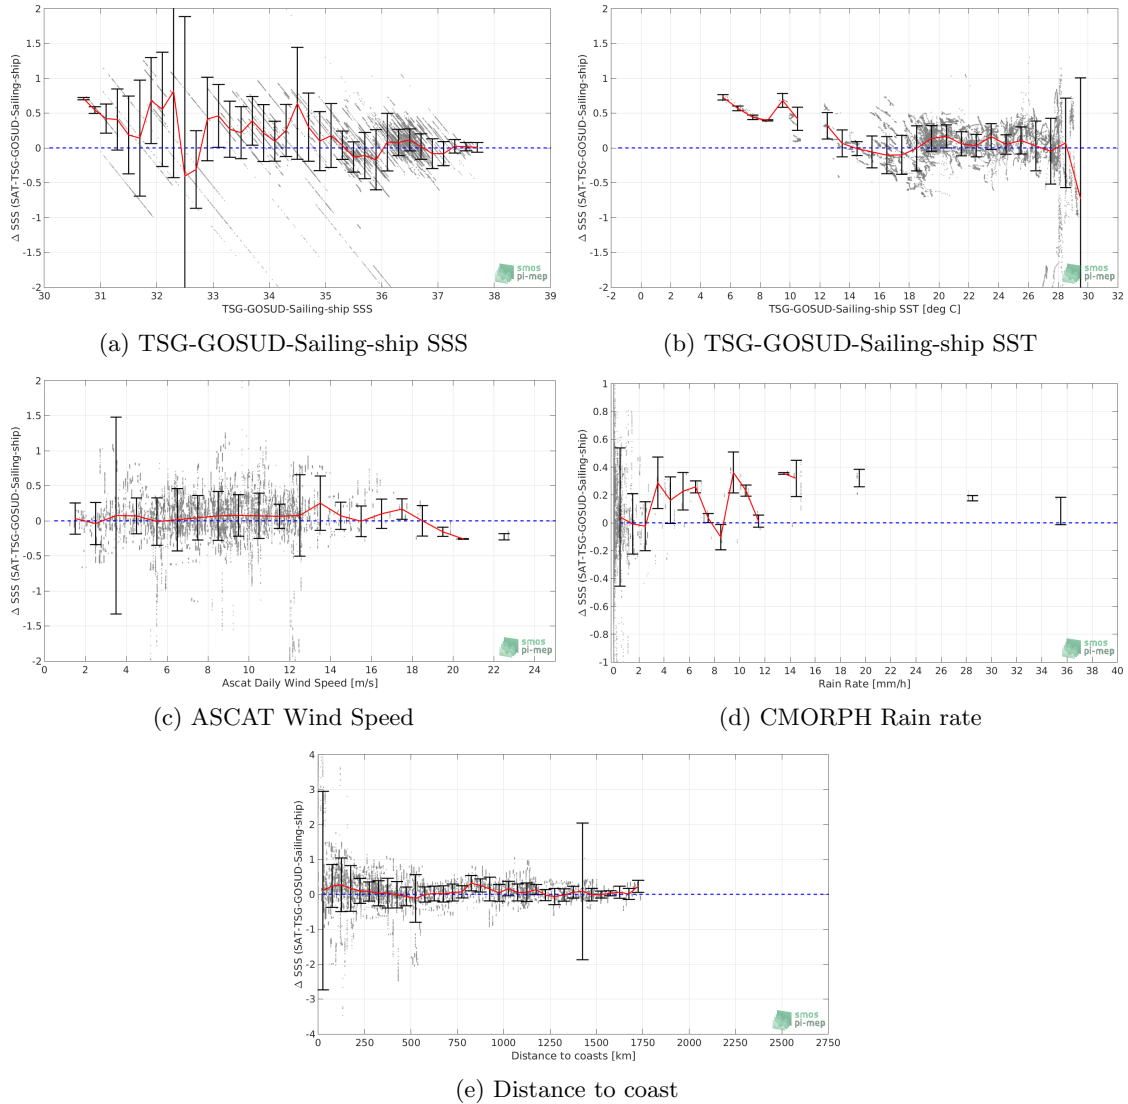 2
1.5
1
0.5
0
-0.5
-1
-1.5
-2
Δ SSS (SAT-TSG-GOSUD-Sailing-ship)
30 31 32 33 34 35 36 37 38 39
TSG-GOSUD-Sailing-ship SSS
smos
pi-mep
(a) TSG-GOSUD-Sailing-ship SSS
2
1.5
1
0.5
0
-0.5
-1
-1.5
-2
Δ SSS (SAT-TSG-GOSUD-Sailing-ship)
-2 0 2 4 6 8 10 12 14 16 18 20 22 24 26 28 30 32
TSG-GOSUD-Sailing-ship SST [deg C]
smos
pi-mep
(b) TSG-GOSUD-Sailing-ship SST
2
1.5
1
0.5
0
-0.5
-1
-1.5
-2
Δ SSS (SAT-TSG-GOSUD-Sailing-ship)
2 4 6 8 10 12 14 16 18 20 22 24
Ascat Daily Wind Speed [m/s]
smos
pi-mep
(c) ASCAT Wind Speed
1
0.8
0.6
0.4
0.2
0
-0.2
-0.4
-0.6
-0.8
-1
Δ SSS (SAT-TSG-GOSUD-Sailing-ship)
0 2 4 6 8 10 12 14 16 18 20 22 24 26 28 30 32 34 36 38 40
Rain Rate [mm/h]
smos
pi-mep
(d) CMORPH Rain rate
4
3
2
1
0
-1
-2
-3
-4
Δ SSS (SAT-TSG-GOSUD-Sailing-ship)
0 250 500 750 1000 1250 1500 1750 2000 2250 2500 2750
Distance to coasts [km]
smos
pi-mep
(e) Distance to coast